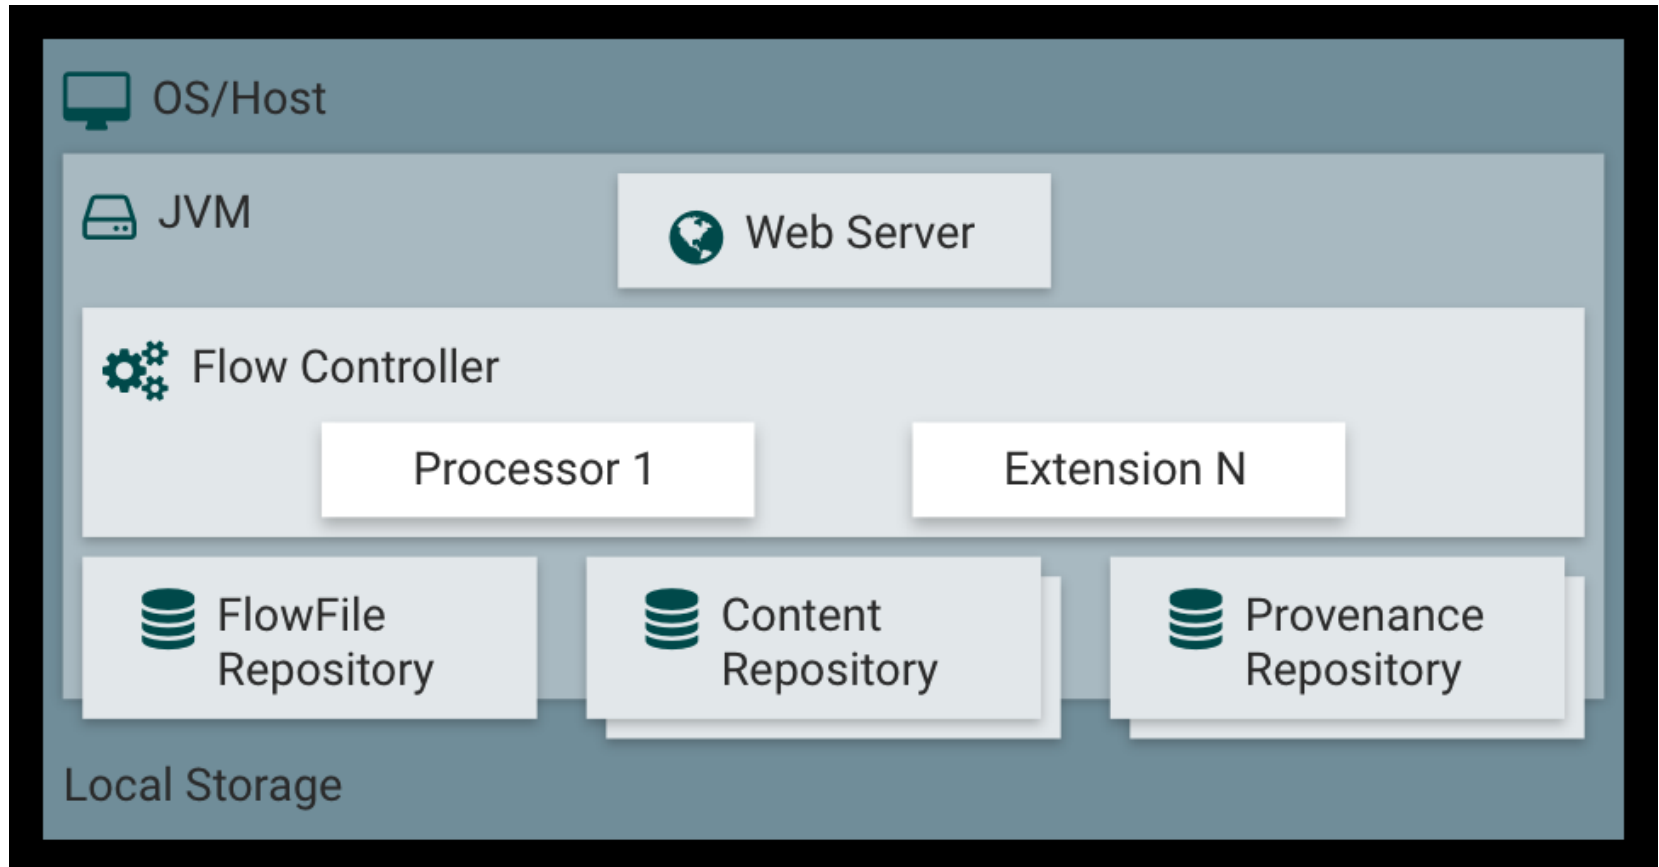 OS/Host
JVM
Web Server
Flow Controller
Processor 1
Extension N
FlowFile
Repository
Content
Repository
Provenance
Repository
Local Storage